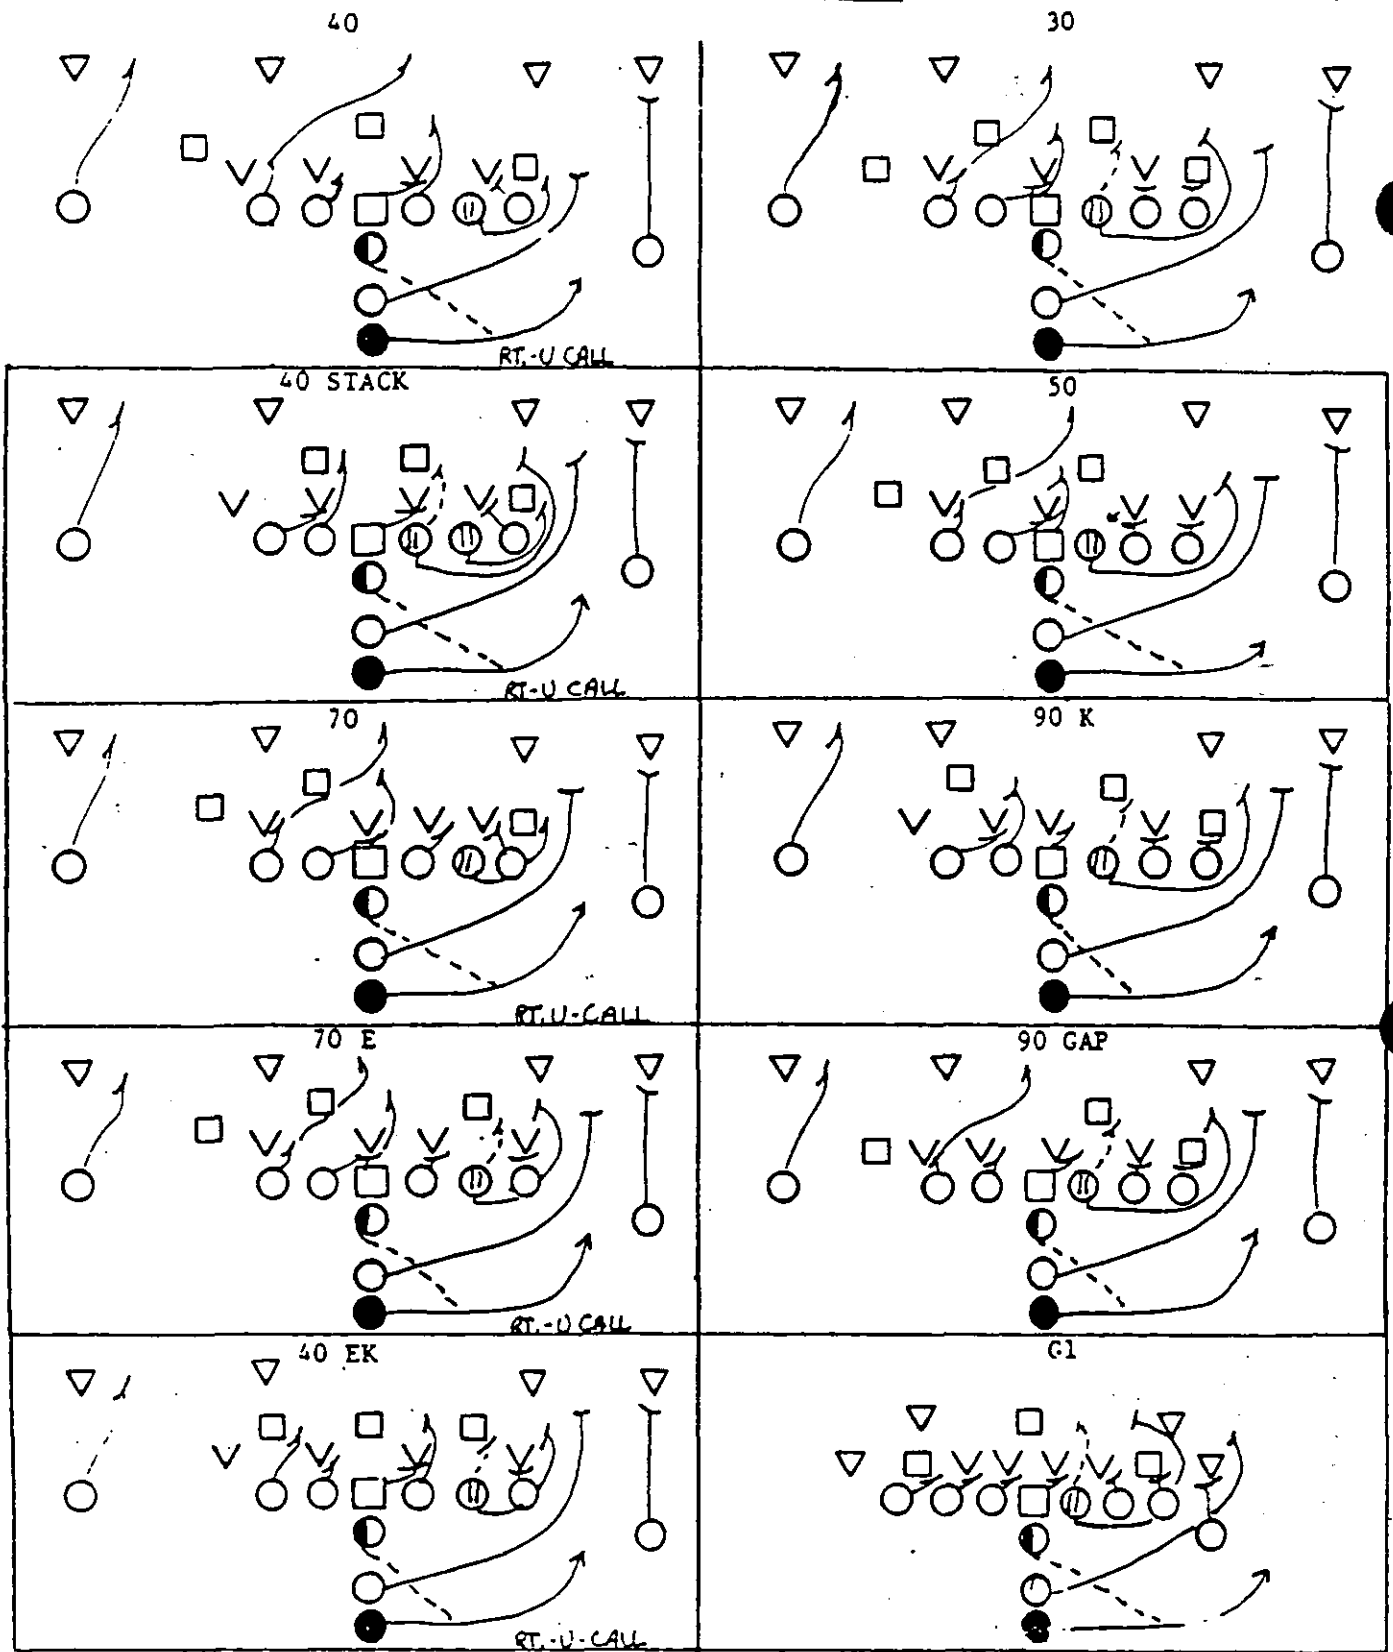 40
30
RT.-U CALL
40 STACK
50
RT-U CALL
70
90 K
RT. U-CALL
70 E
90 GAP
RT.-U CALL
40 EK
G1
RT.-U-CALL